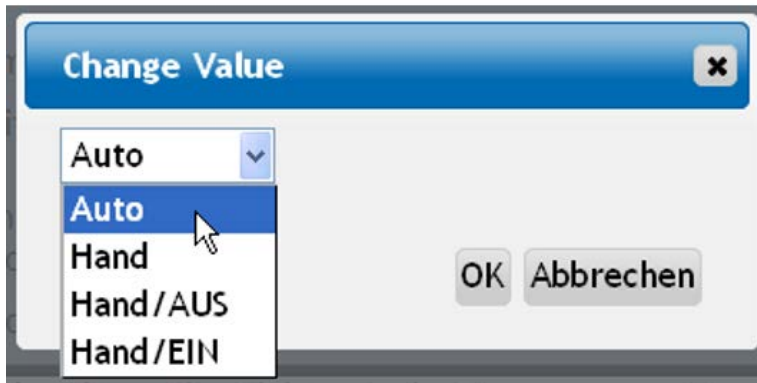 Change Value
Auto
Auto
Hand
OK Abbrechen
Hand/AUS
Hand/EIN